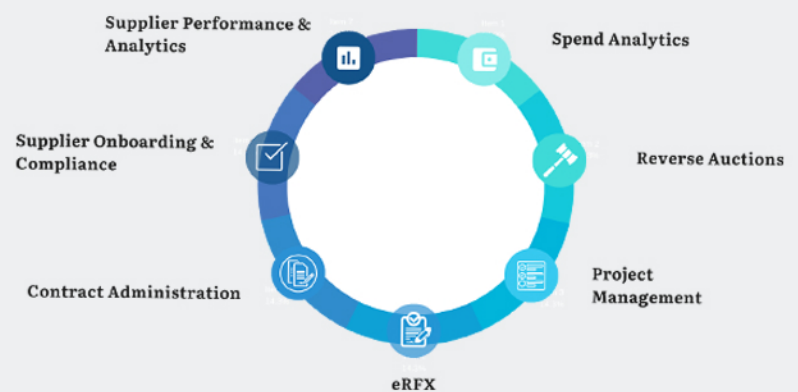 Supplier Performance &
Analytics
Spend Analytics
Supplier Onboarding &
Compliance
Reverse Auctions
Contract Administration
Project
Management
eRFX